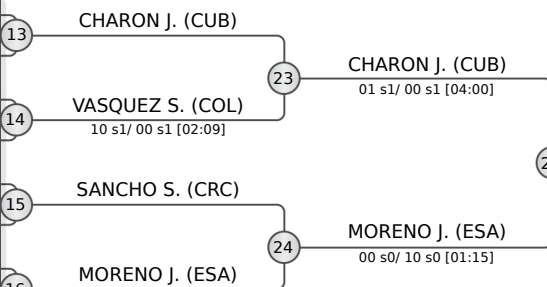 CHARON J. (CUB)
13
23
CHARON J. (CUB)
01 s1/ 00 s1 [04:00]
VASQUEZ S. (COL)
14
10 s1/ 00 s1 [02:09]
SANCHO S. (CRC)
15
24
MORENO J. (ESA)
00 s0/ 10 s0 [01:15]
MORENO J. (ESA)